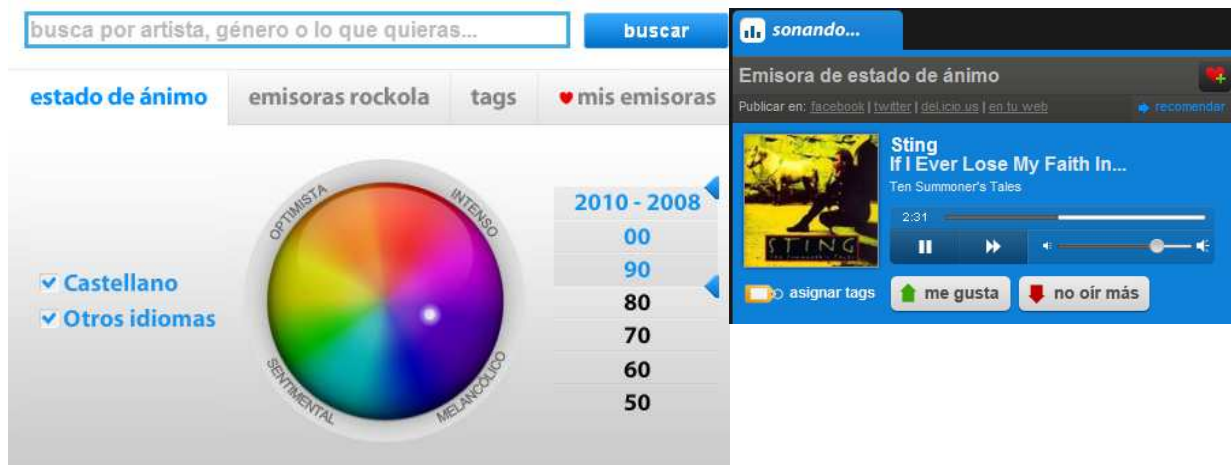 busca por artista, género o lo que quieras...
buscar
estado de ánimo
emisoras rockola
tags
mis emisoras
OPTIMISTA
INTENSO
SENTIMENTAL
MELANCÓLICO
Castellano
Otros idiomas
2010 - 2008
00
90
80
70
60
50
sonando...
Emisora de estado de ánimo
Publicar en: facebook | twitter | del.icio.us | en tu web
recomendar
STING
Sting
If I Ever Lose My Faith In...
Ten Summoner's Tales
2:31
asignar tags
me gusta
no oír más